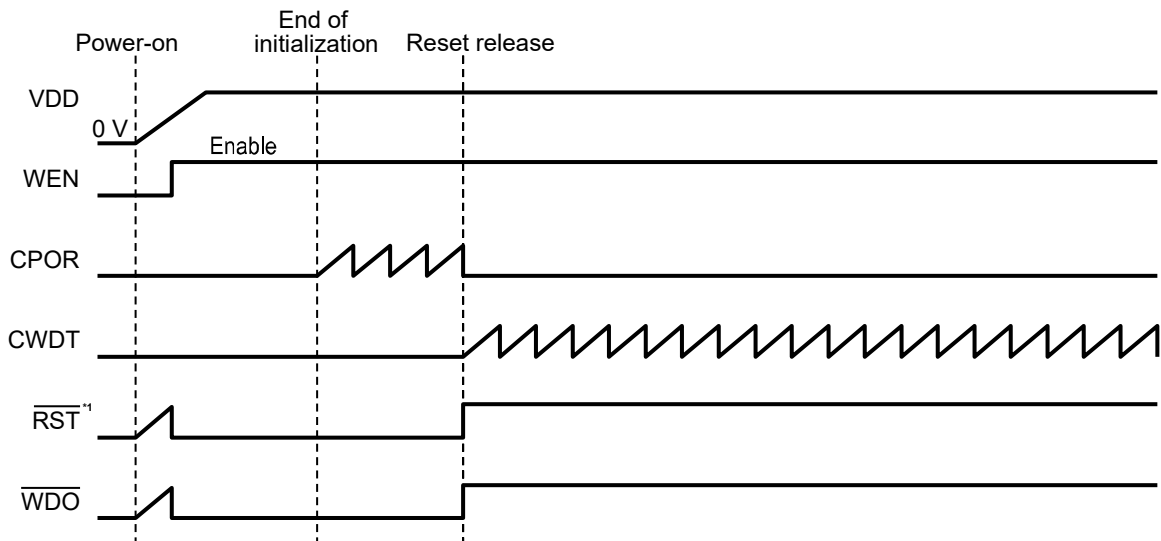 End of
Power-on initialization Reset release
VDD
0 V
Enable
WEN
CPOR
CWDT
RST*1
WDO